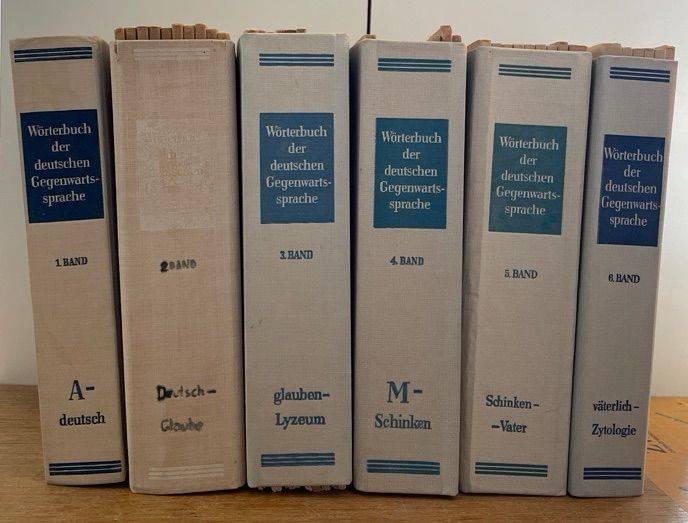 Wörterbuch
der
deutschen
Gegenwarts-
sprache
1. BAND
A-
deutsch
2 BAND
Deutsch-
Glaube
Wörterbuch
der
deutschen
Gegenwarts-
sprache
3. BAND
glauben-
Lyzeum
Wörterbuch
der
deutschen
Gegenwarts-
sprache
4. BAND
M-
Schinken
Wörterbuch
der
deutschen
Gegenwarts-
sprache
5. BAND
Schinken-
-Vater
Wörterbuch
der
deutschen
Gegenwarts-
sprache
6. BAND
väterlich-
Zytologie